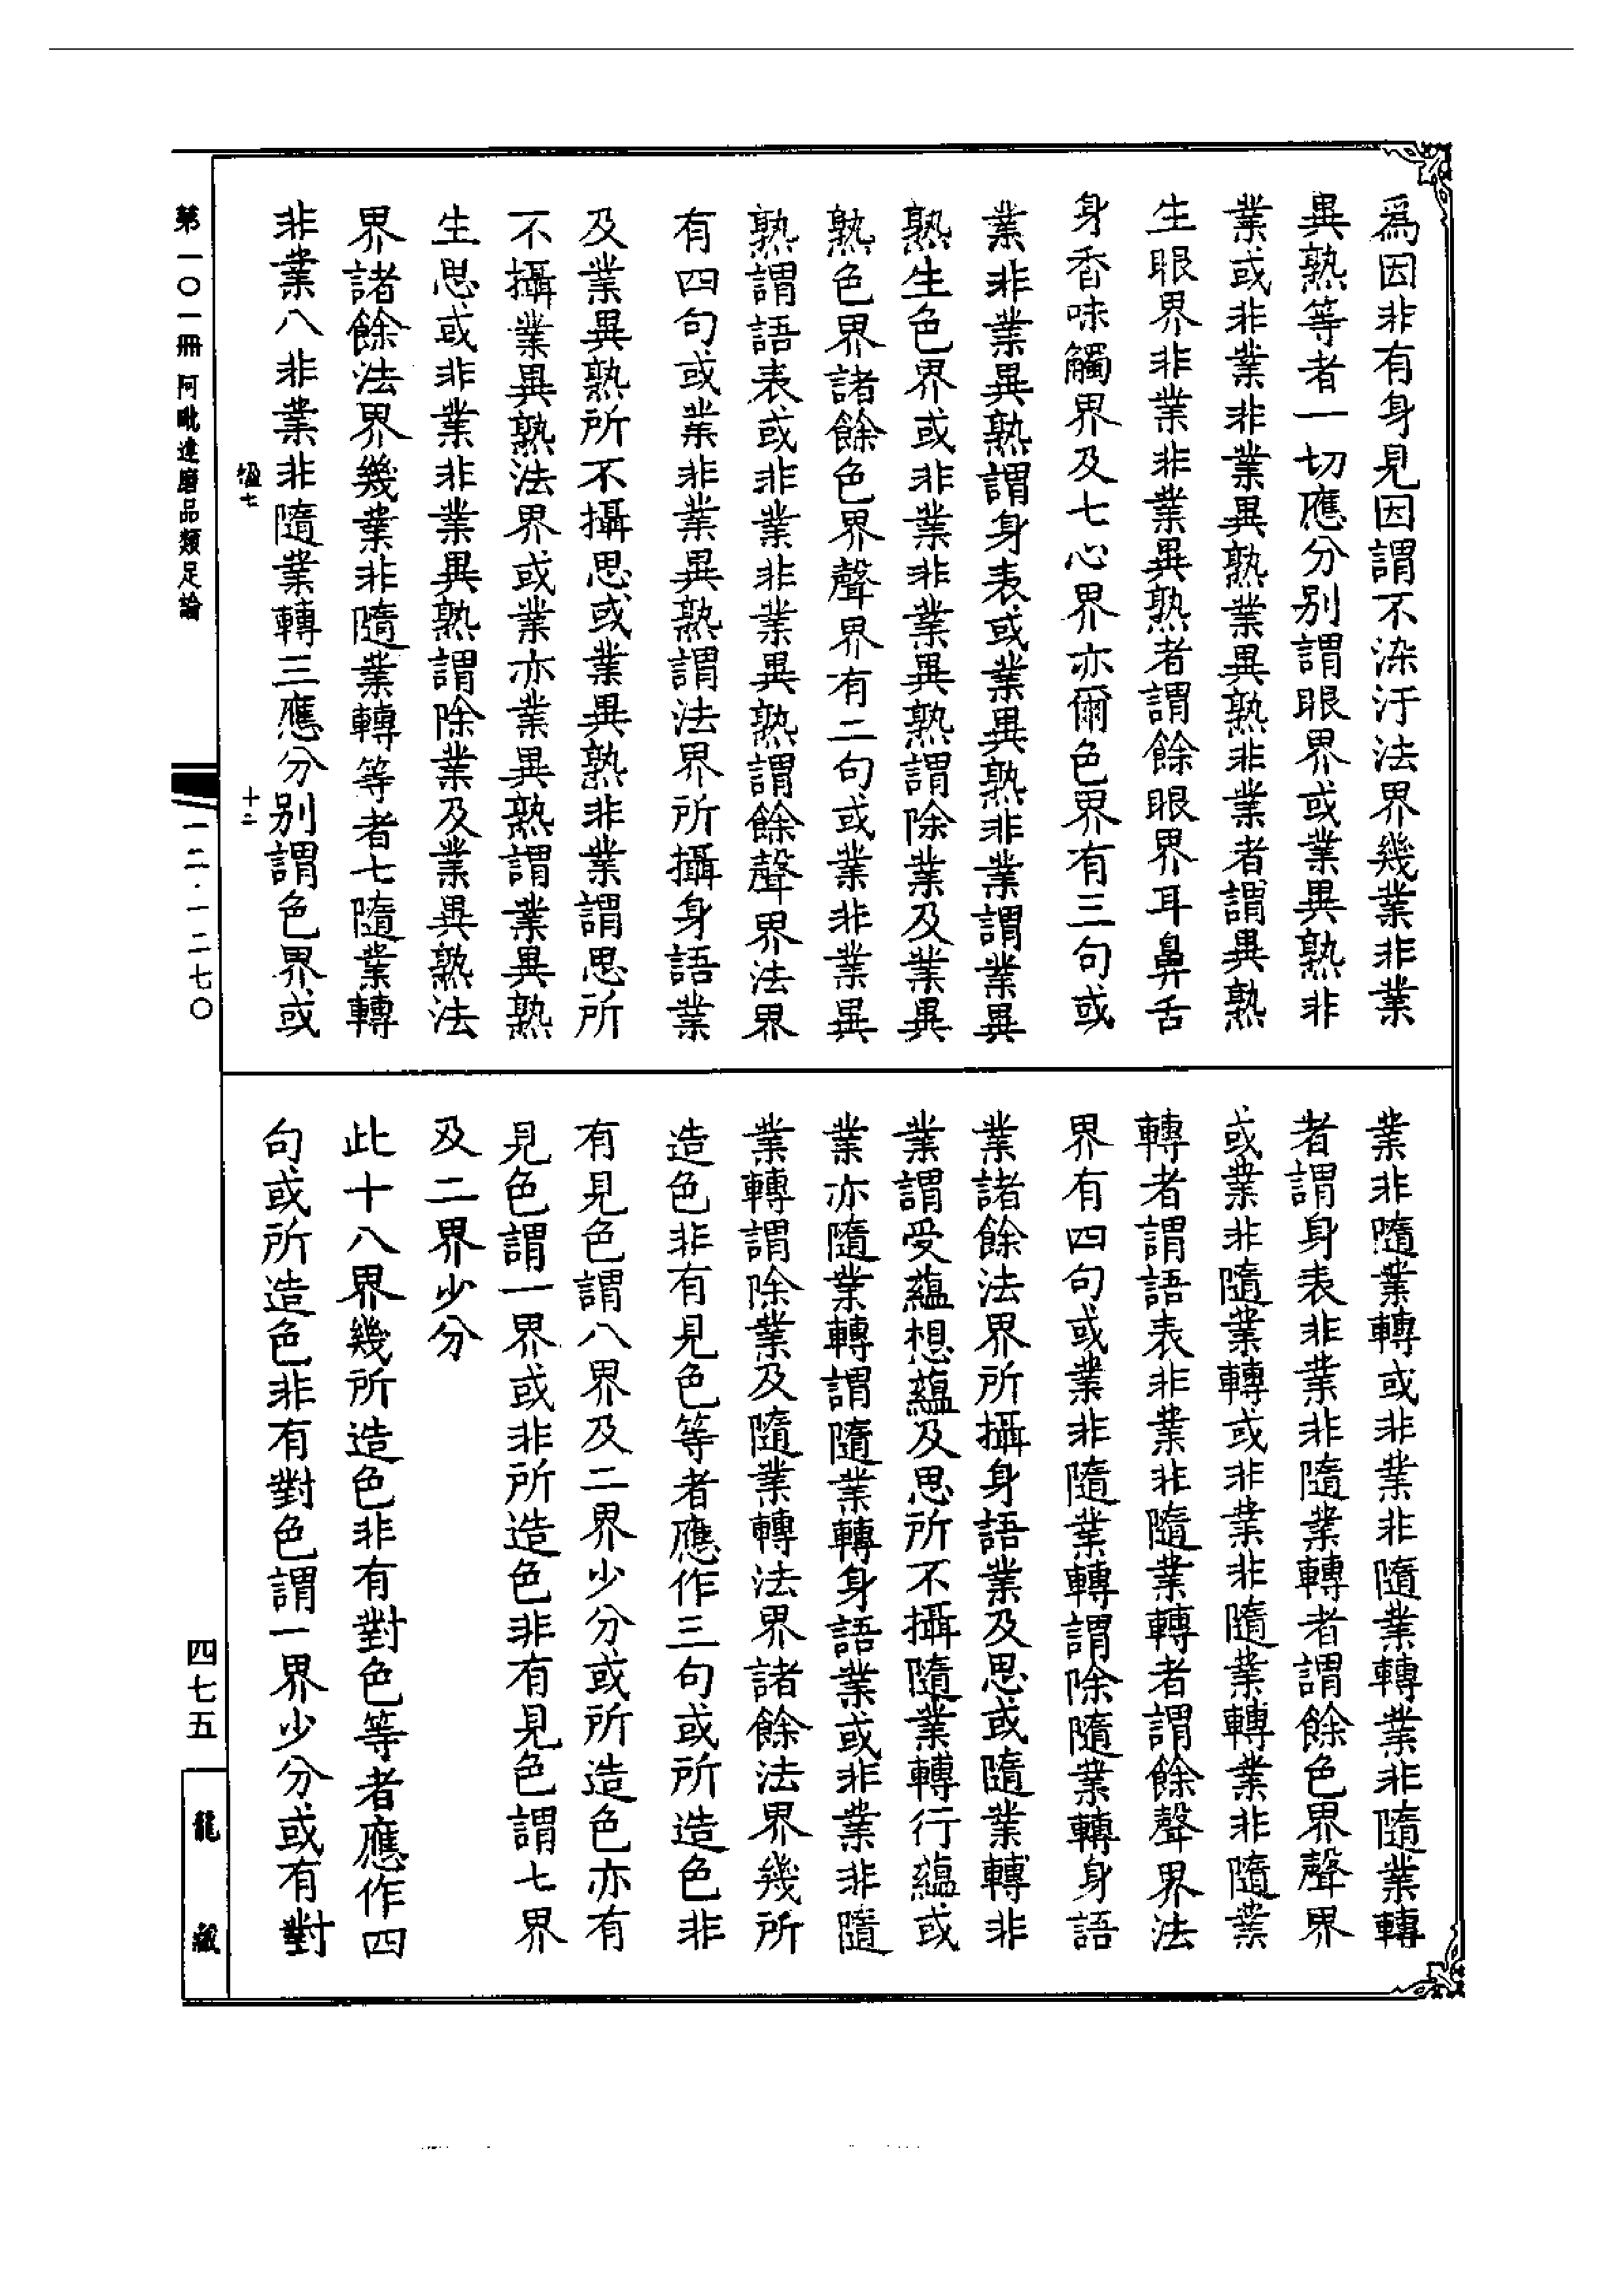 爲因非有身見因謂不染汙法界幾業非業
異熟等者一切應分別謂眼界或業異熟非
業或非業非業異熟業異熟非業者謂異熟
生眼界非業非業異熟者謂餘眼界耳鼻舌
身香味觸界及七心界亦爾色界有三句或
業非業異熟謂身表或業異熟非業謂業異
熟生色界或非業非業異熟謂除業及業異
熟色界諸餘色界聲界有二句或業非業異
熟謂語表或非業非業異熟謂餘聲界法界
有四句或業非業異熟謂法界所攝身語業
及業異熟所不攝思或業異熟非業謂思所
不攝業異熟法界或業亦業異熟謂業異熟
生思或非業非業異熟謂除業及業異熟法
界諸餘法界幾業非隨業轉等者七隨業轉
非業八非業非隨業轉三應分別謂色界或
業非隨業轉或非業非隨業轉業非隨業轉
者謂身表非業非隨業轉者謂餘色界聲界
或業非隨業轉或非業非隨業轉業非隨業
轉者謂語表非業非隨業轉者謂餘聲界法
界有四句或業非隨業轉謂除隨業轉身語
業諸餘法界所攝身語業及思或隨業轉非
業謂受蘊想蘊及思所不攝隨業轉行蘊或
業亦隨業轉謂隨業轉身語業或非業非隨
業轉謂除業及隨業轉法界諸餘法界幾所
造色非有見色等者應作三句或所造色非
有見色謂八界及二界少分或所造色亦有
見色謂一界或非所造色非有見色謂七界
及二界少分
此十八界幾所造色非有對色等者應作四
句或所造色非有對色謂一界少分或有對
第一〇一冊 阿毗達磨品類足論
七
十二
一二·一二七〇
四七五
龍藏